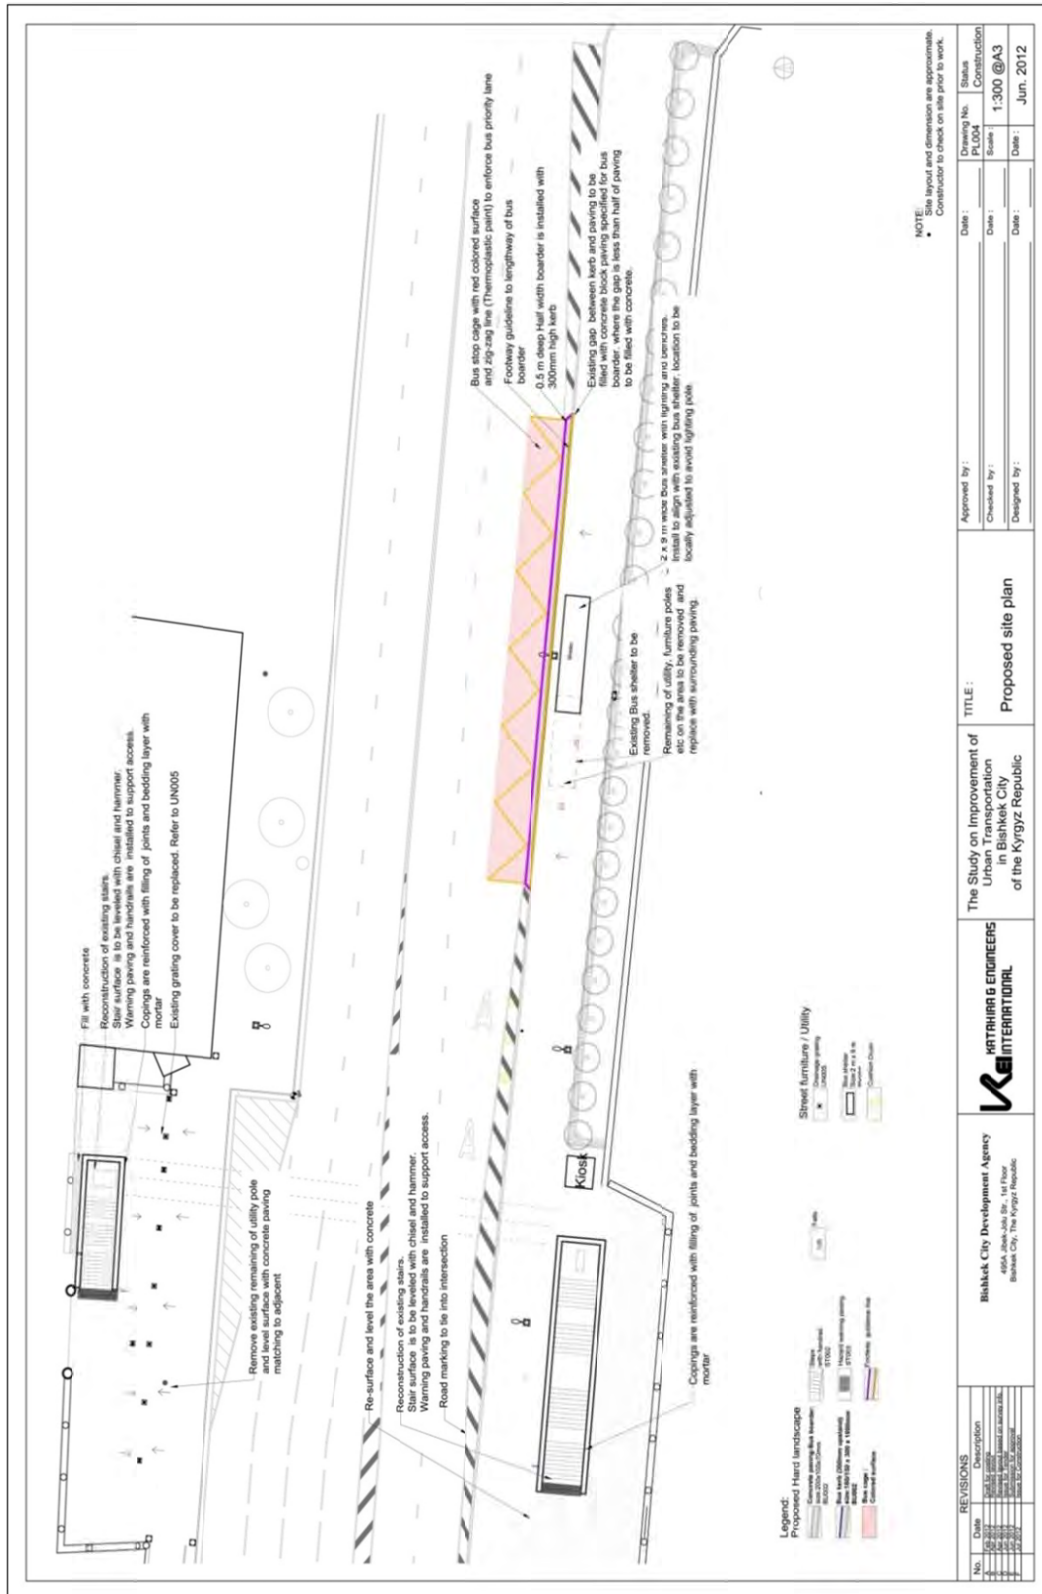 Fill with concrete
Reconstruction of existing stairs.
Stair surface is to be leveled with chisel and hammer.
Warning paving and handrails are installed to support access.
Copings are reinforced with filling of joints and bedding layer with
mortar
Existing grating cover to be replaced. Refer to UN005
Bus stop cage with red colored surface
and zig-zag line (Thermoplastic paint) to enforce bus priority lane
Footway guideline to lengthway of bus
boarder
0.5 m deep Half width boarder is installed with
300mm high kerb
Existing gap between kerb and paving to be
filled with concrete block paving specified for bus
boarder, where the gap is less than half of paving
to be filled with concrete.
2 x 9 m wide Bus shelter with lighting and benches.
Install to align with existing bus shelter, location to be
locally adjusted to avoid lighting pole.
Existing Bus shelter to be
removed.
Remaining of utility, furniture poles
etc on the area to be removed and
replace with surrounding paving.
Remove existing remaining of utility pole
and level surface with concrete paving
matching to adjacent
Re-surface and level the area with concrete
Reconstruction of existing stairs.
Stair surface is to be leveled with chisel and hammer.
Warning paving and handrails are installed to support access.
Road marking to tie into intersection
Kiosk
Copings are reinforced with filling of joints and bedding layer with
mortar
NOTE:
• Site layout and dimension are approximate.
Constructor to check on site prior to work.
Legend:
Proposed Hard landscape
Street furniture / Utility
REVISIONS
No. Date Description
Bishkek City Development Agency
495A Jibek-Jolu Str., 1st Floor
Bishkek City, The Kyrgyz Republic
KEI KATAHIRA & ENGINEERS
INTERNATIONAL
The Study on Improvement of
Urban Transportation
in Bishkek City
of the Kyrgyz Republic
TITLE :
Proposed site plan
Approved by : Date :
Checked by : Date :
Designed by : Date :
Drawing No. PL004
Status Construction
Scale : 1:300 @A3
Date : Jun. 2012